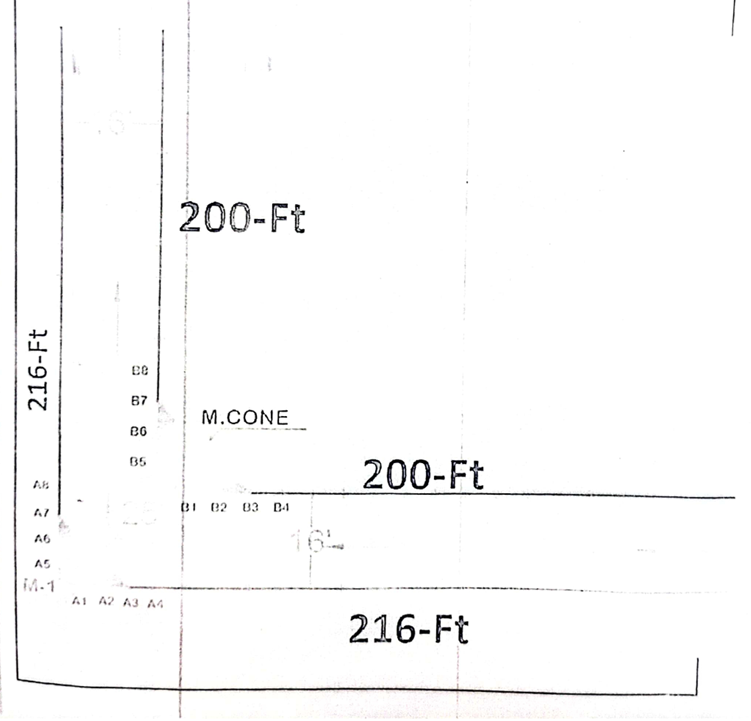 200-Ft
216-Ft
B8
B7
B6
B5
M.CONE
200-Ft
A8
A7
A6
A5
M-1
B1 B2 B3 B4
16'
A1 A2 A3 A4
216-Ft